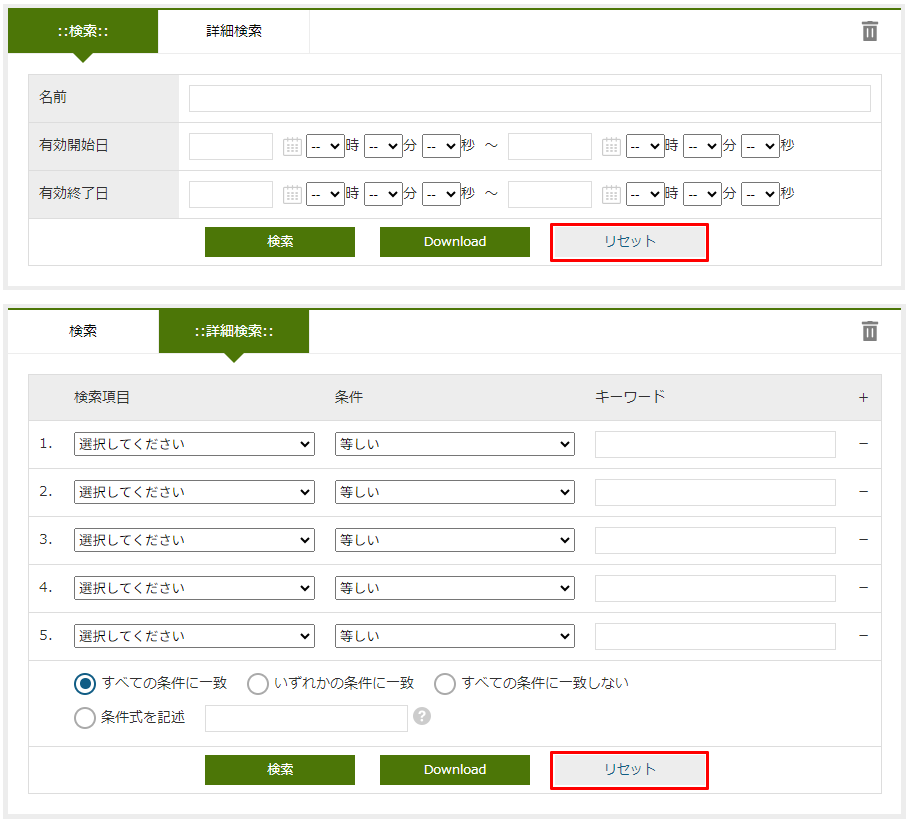 ::検索:: 詳細検索
名前
有効開始日 -- 時 -- 分 -- 秒 ～ -- 時 -- 分 -- 秒
有効終了日 -- 時 -- 分 -- 秒 ～ -- 時 -- 分 -- 秒
検索 Download リセット
検索 ::詳細検索::
検索項目 条件 キーワード +
1. 選択してください 等しい −
2. 選択してください 等しい −
3. 選択してください 等しい −
4. 選択してください 等しい −
5. 選択してください 等しい −
すべての条件に一致 いずれかの条件に一致 すべての条件に一致しない
条件式を記述 ?
検索 Download リセット